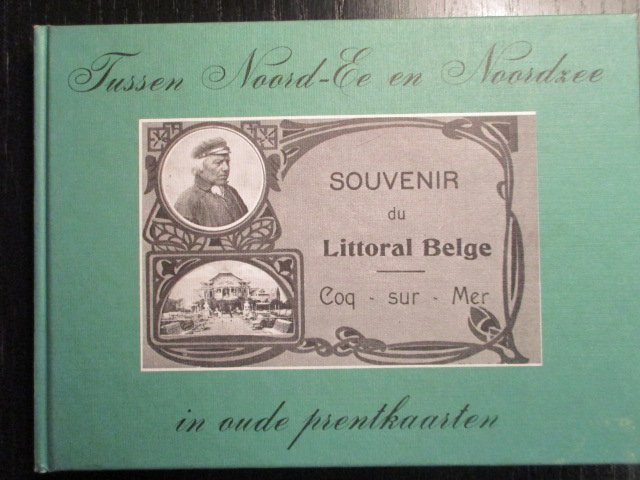 Tussen Noord-Ee en Noordzee
SOUVENIR
du
Littoral Belge
Coq - sur - Mer
in oude prentkaarten